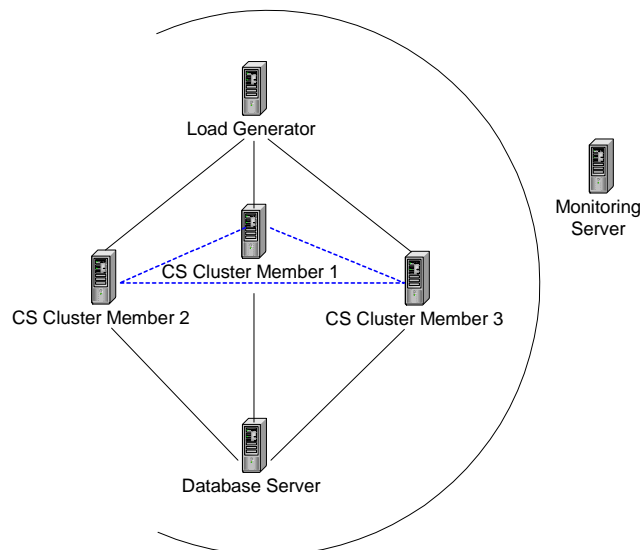 Load Generator
Monitoring
Server
CS Cluster Member 1
CS Cluster Member 2
CS Cluster Member 3
Database Server